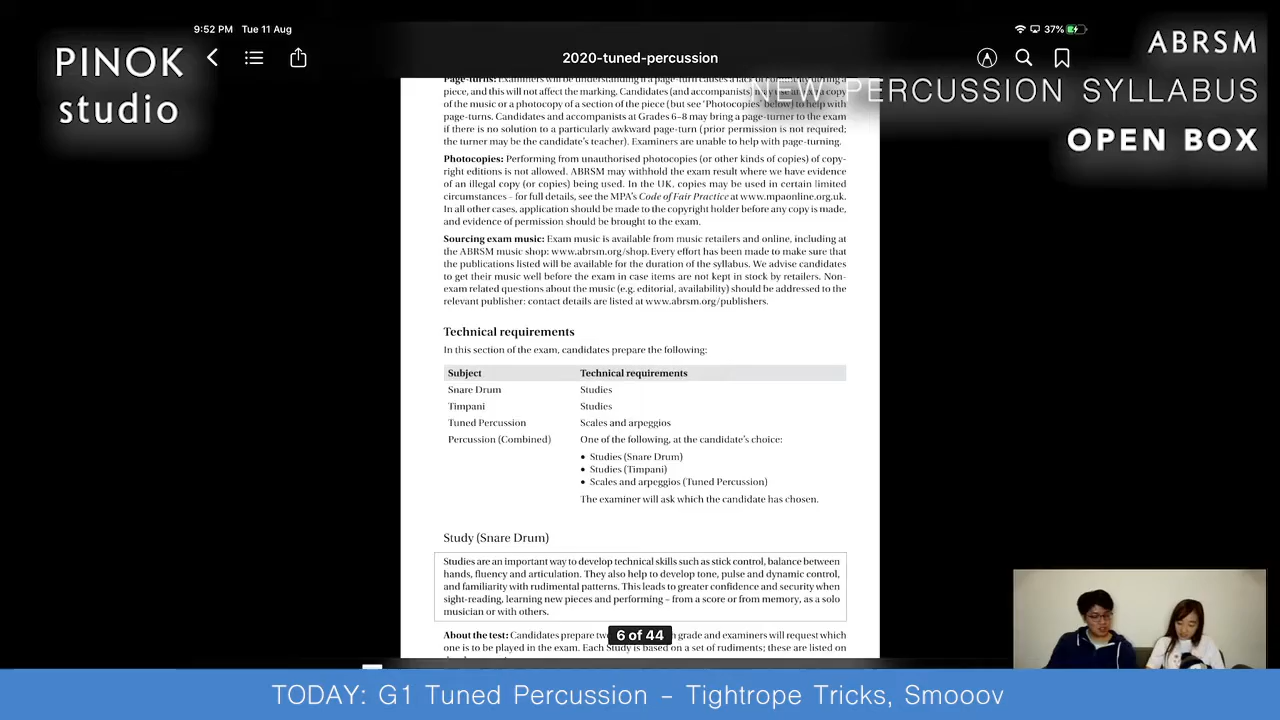 9:52 PM Tue 11 Aug
37%
PINOK
studio
2020-tuned-percussion
ABRSM
NEW PERCUSSION SYLLABUS
OPEN BOX
Page-turns: Examiners will be understanding if a page-turn causes a lack of continuity during a
piece, and this will not affect the marking. Candidates (and accompanists) may use an extra copy
of the music or a photocopy of a section of the piece (but see 'Photocopies' below) to help with
page-turns. Candidates and accompanists at Grades 6–8 may bring a page-turner to the exam
if there is no solution to a particularly awkward page-turn (prior permission is not required;
the turner may be the candidate's teacher). Examiners are unable to help with page-turning.
Photocopies: Performing from unauthorised photocopies (or other kinds of copies) of copy-
right editions is not allowed. ABRSM may withhold the exam result where we have evidence
of an illegal copy (or copies) being used. In the UK, copies may be used in certain limited
circumstances – for full details, see the MPA's Code of Fair Practice at www.mpaonline.org.uk.
In all other cases, application should be made to the copyright holder before any copy is made,
and evidence of permission should be brought to the exam.
Sourcing exam music: Exam music is available from music retailers and online, including at
the ABRSM music shop: www.abrsm.org/shop. Every effort has been made to make sure that
the publications listed will be available for the duration of the syllabus. We advise candidates
to get their music well before the exam in case items are not kept in stock by retailers. Non-
exam related questions about the music (e.g. editorial, availability) should be addressed to the
relevant publisher: contact details are listed at www.abrsm.org/publishers.
Technical requirements
In this section of the exam, candidates prepare the following:
Subject Technical requirements
Snare Drum Studies
Timpani Studies
Tuned Percussion Scales and arpeggios
Percussion (Combined) One of the following, at the candidate's choice:
• Studies (Snare Drum)
• Studies (Timpani)
• Scales and arpeggios (Tuned Percussion)
The examiner will ask which the candidate has chosen.
Study (Snare Drum)
Studies are an important way to develop technical skills such as stick control, balance between
hands, fluency and articulation. They also help to develop tone, pulse and dynamic control,
and familiarity with rudimental patterns. This leads to greater confidence and security when
sight-reading, learning new pieces and performing – from a score or from memory, as a solo
musician or with others.
About the test: Candidates prepare two grade and examiners will request which
6 of 44
one is to be played in the exam. Each Study is based on a set of rudiments; these are listed on
TODAY: G1 Tuned Percussion – Tightrope Tricks, Smooov